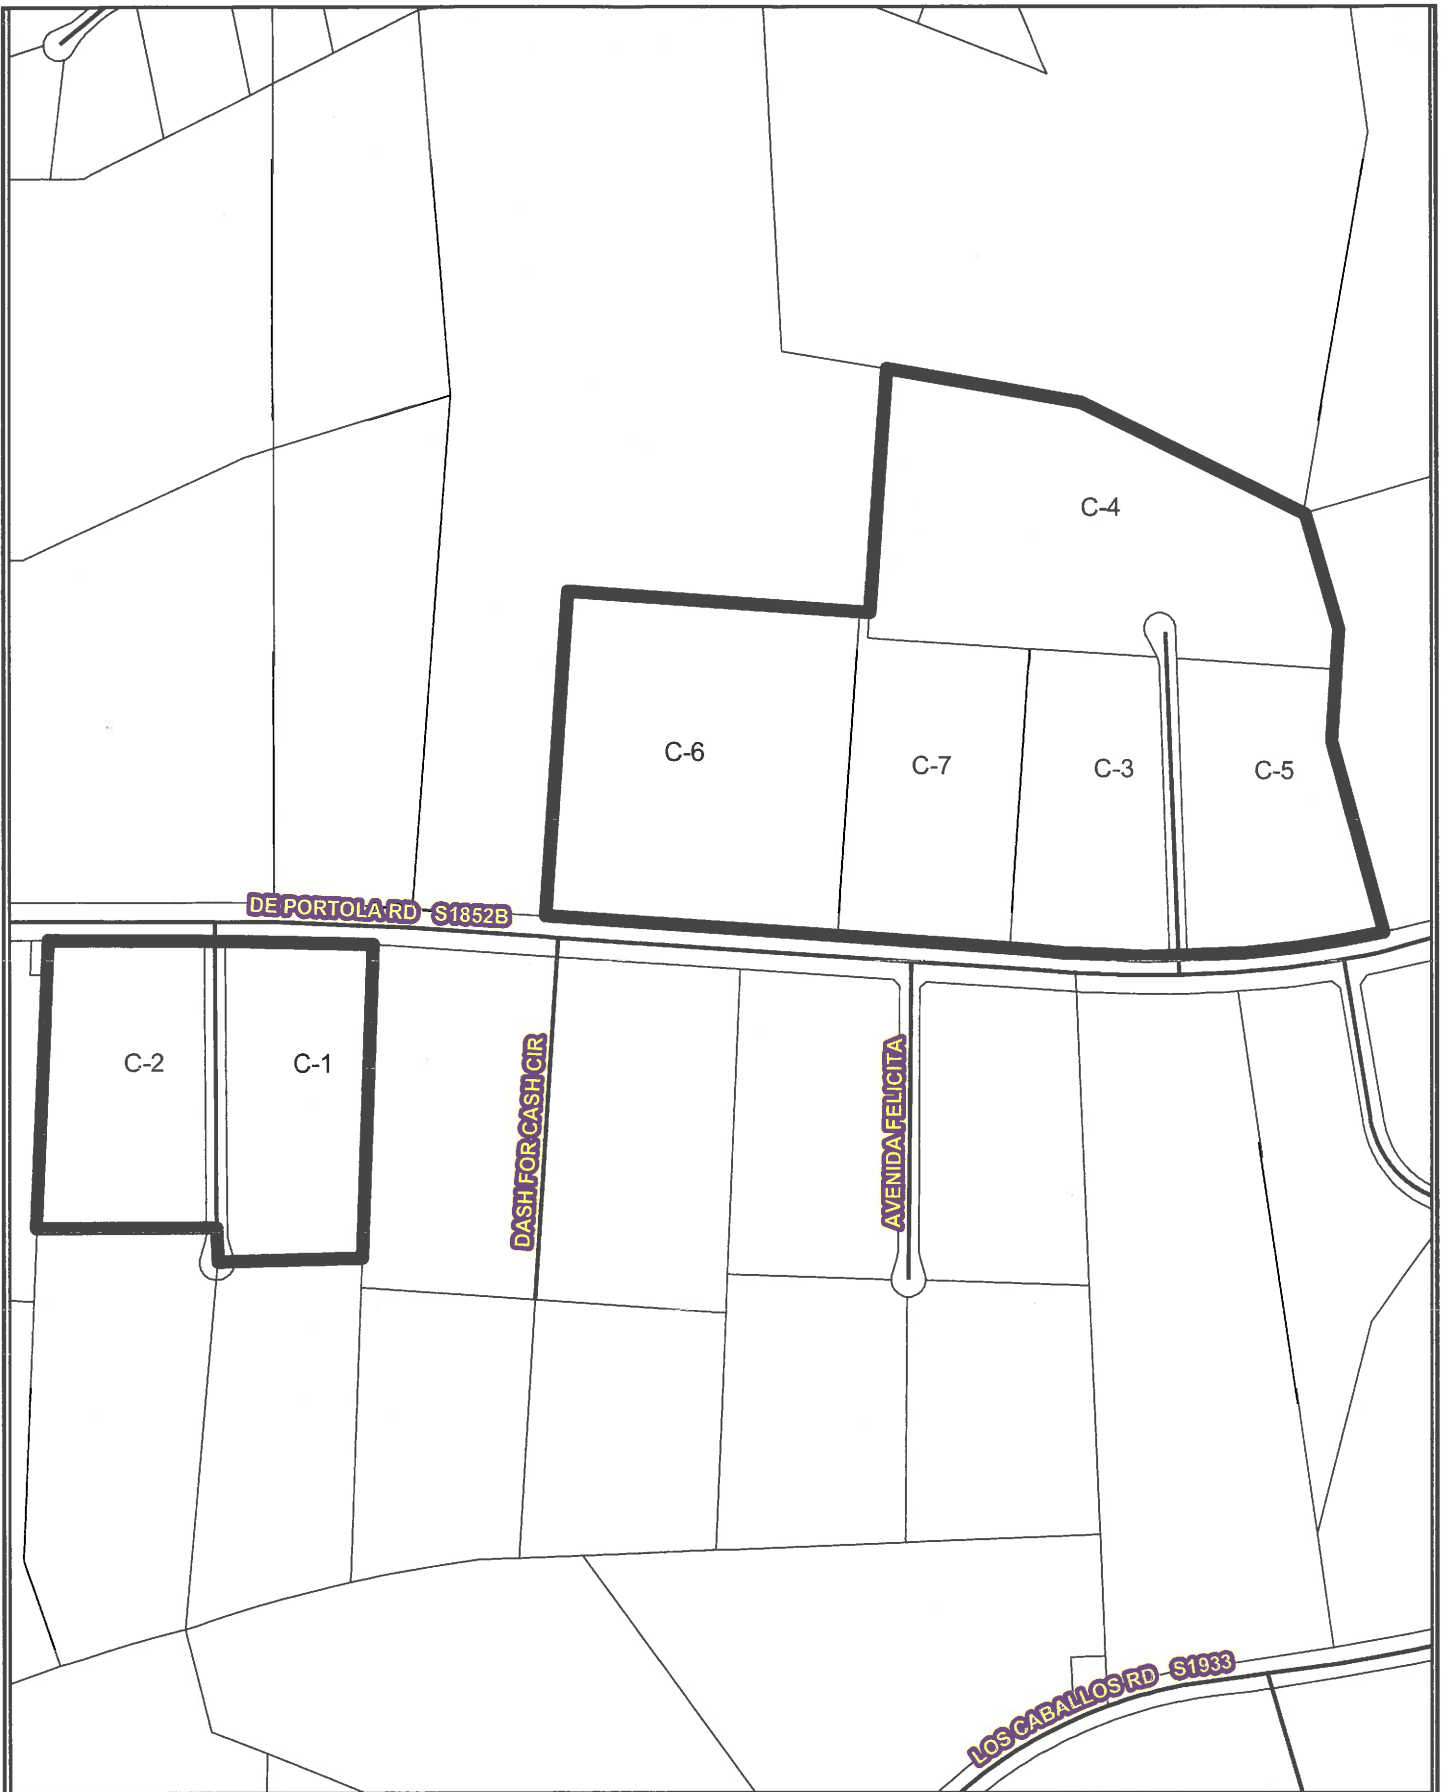 C-4
C-6
C-7
C-3
C-5
DE PORTOLA RD S1852B
C-2
C-1
DASH FOR CASH CIR
AVENIDA FELICITA
LOS CABALLOS RD S1933